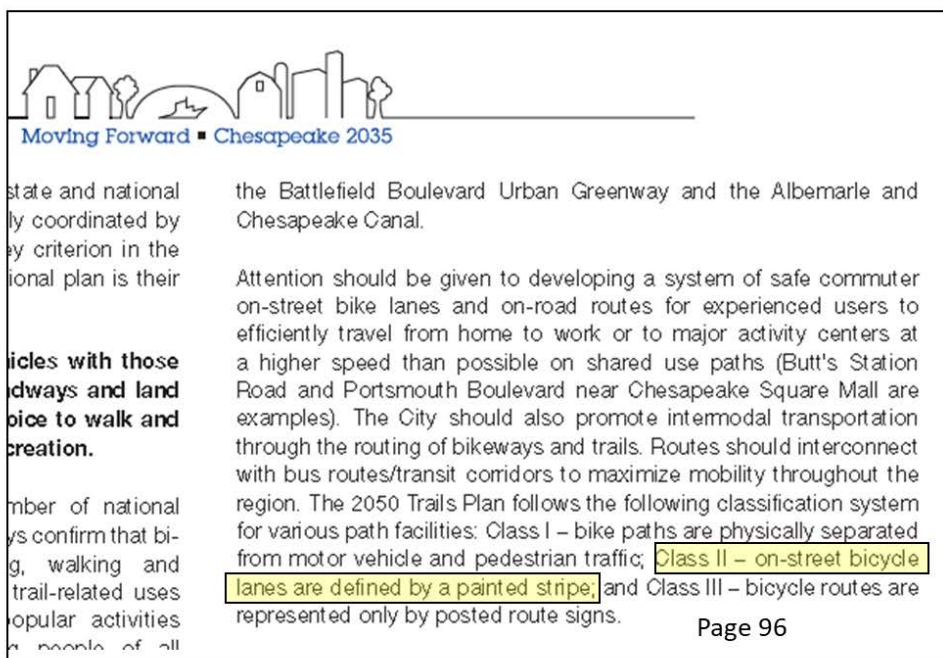 Moving Forward ▪ Chesapeake 2035
state and national
ly coordinated by
ey criterion in the
ional plan is their
icles with those
dways and land
oice to walk and
creation.
mber of national
ys confirm that bi-
g, walking and
trail-related uses
opular activities
g people of all
the Battlefield Boulevard Urban Greenway and the Albemarle and
Chesapeake Canal.
Attention should be given to developing a system of safe commuter
on-street bike lanes and on-road routes for experienced users to
efficiently travel from home to work or to major activity centers at
a higher speed than possible on shared use paths (Butt's Station
Road and Portsmouth Boulevard near Chesapeake Square Mall are
examples). The City should also promote intermodal transportation
through the routing of bikeways and trails. Routes should interconnect
with bus routes/transit corridors to maximize mobility throughout the
region. The 2050 Trails Plan follows the following classification system
for various path facilities: Class I – bike paths are physically separated
from motor vehicle and pedestrian traffic; Class II – on-street bicycle
lanes are defined by a painted stripe; and Class III – bicycle routes are
represented only by posted route signs.
Page 96